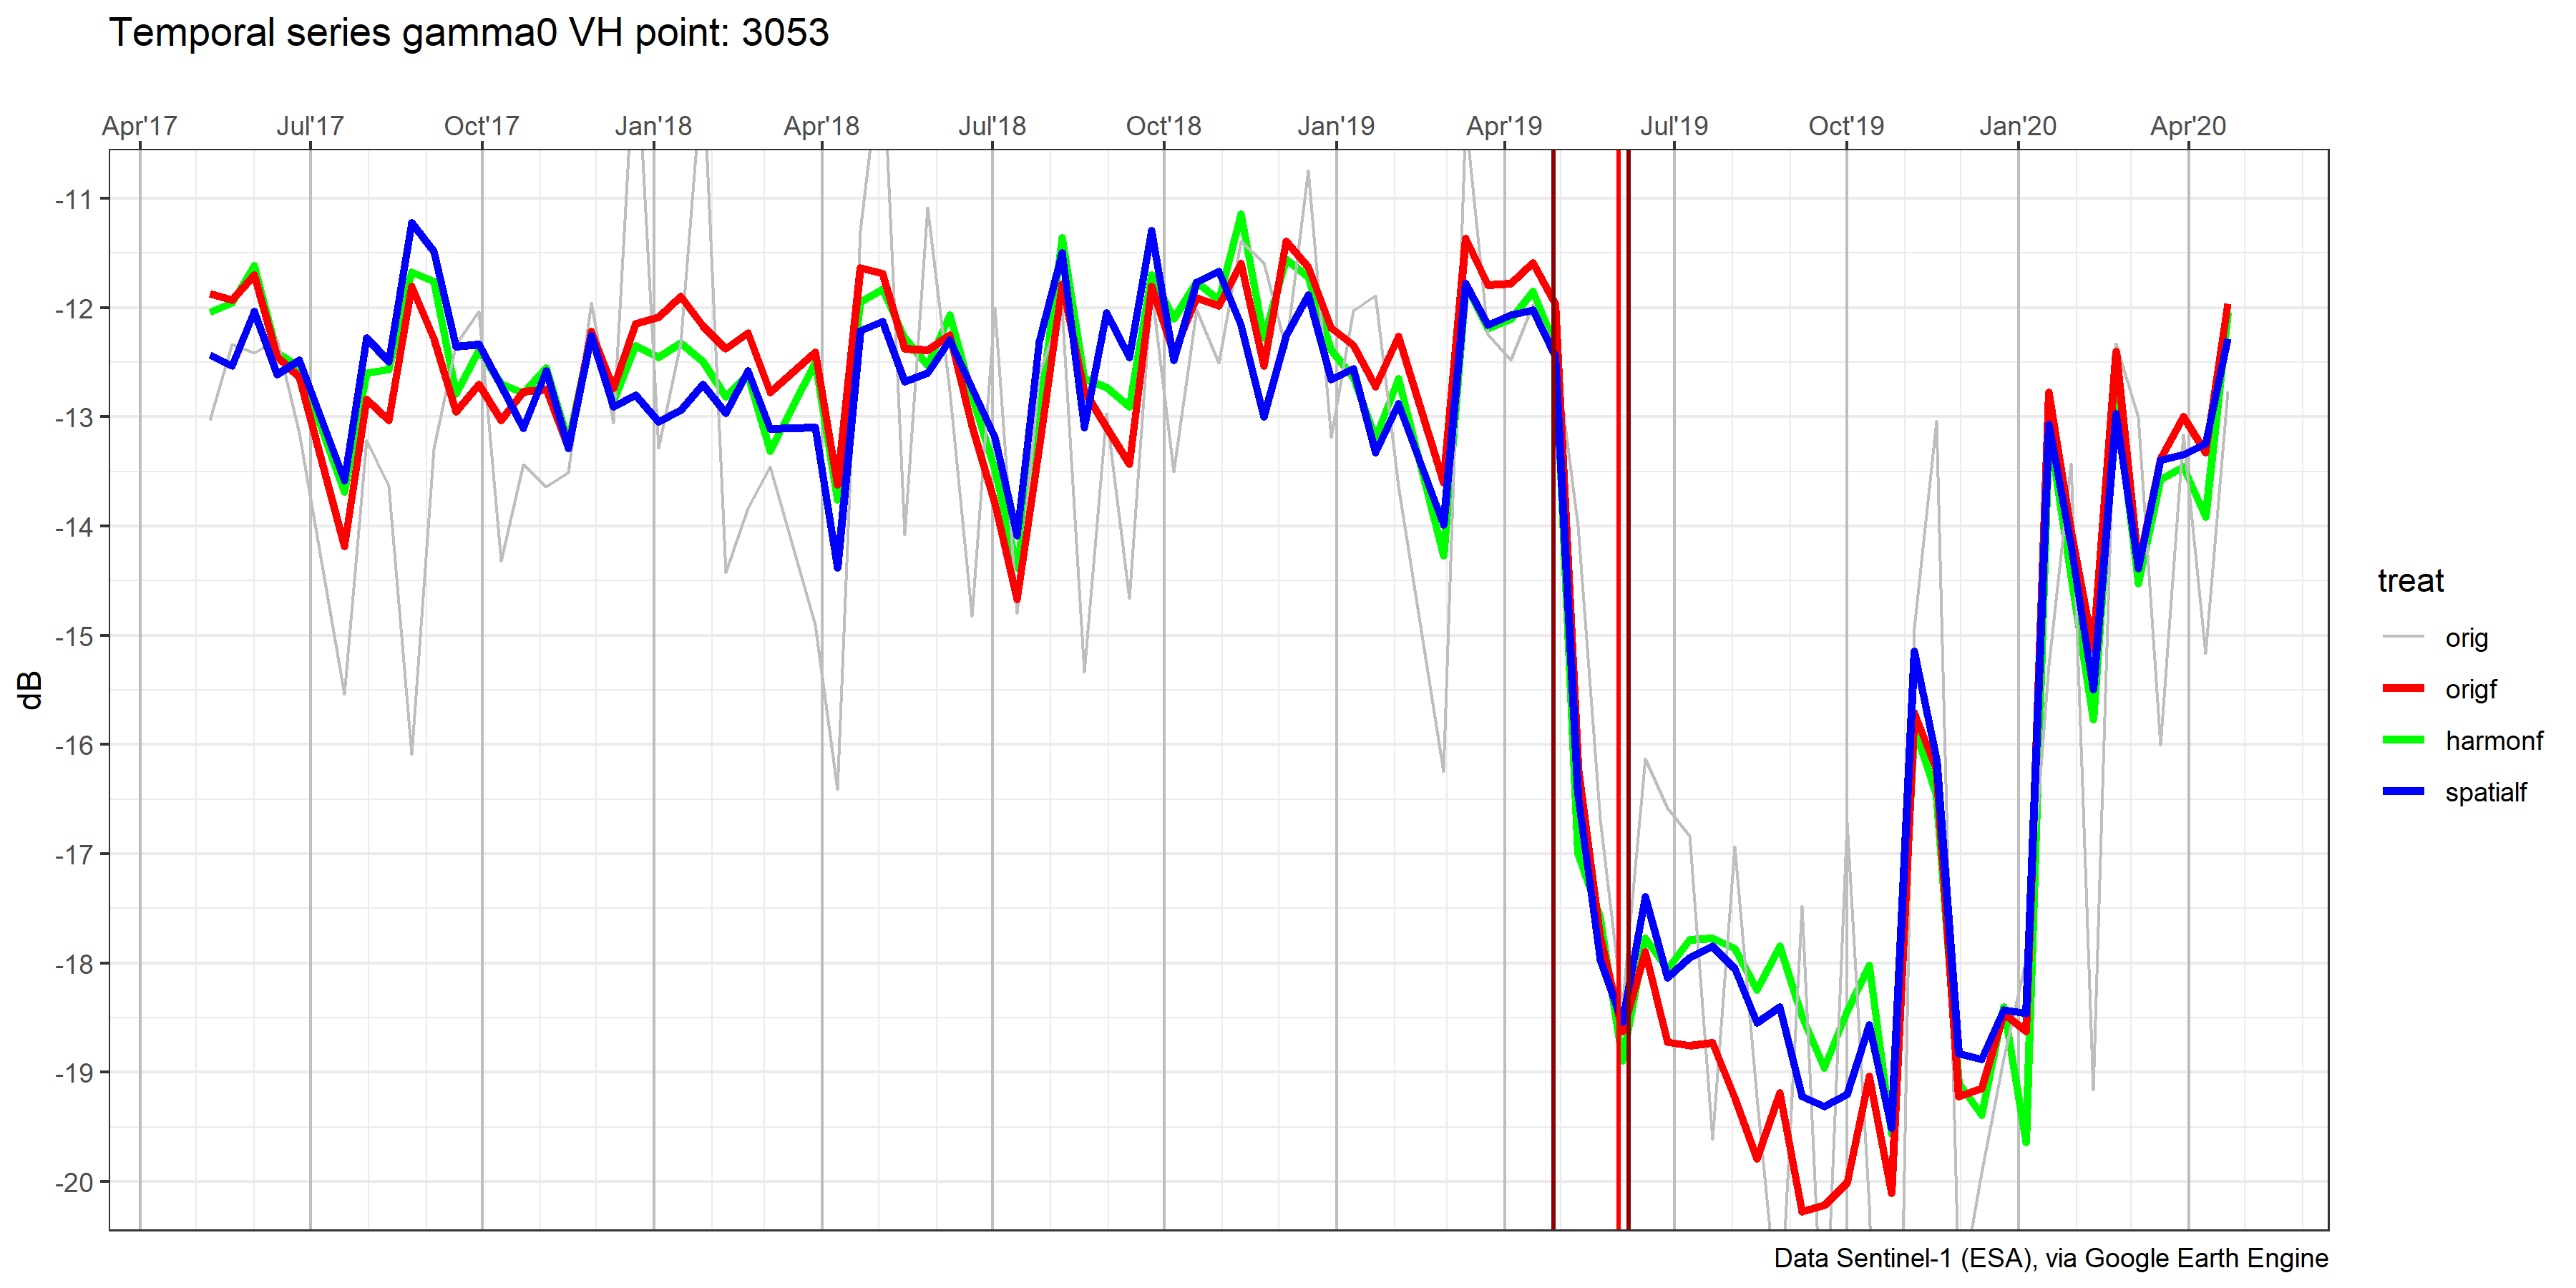 Temporal series gamma0 VH point: 3053
Apr'17 Jul'17 Oct'17 Jan'18 Apr'18 Jul'18 Oct'18 Jan'19 Apr'19 Jul'19 Oct'19 Jan'20 Apr'20
-11
-12
-13
-14
-15
-16
-17
-18
-19
-20
dB
treat
orig
origf
harmonf
spatialf
Data Sentinel-1 (ESA), via Google Earth Engine